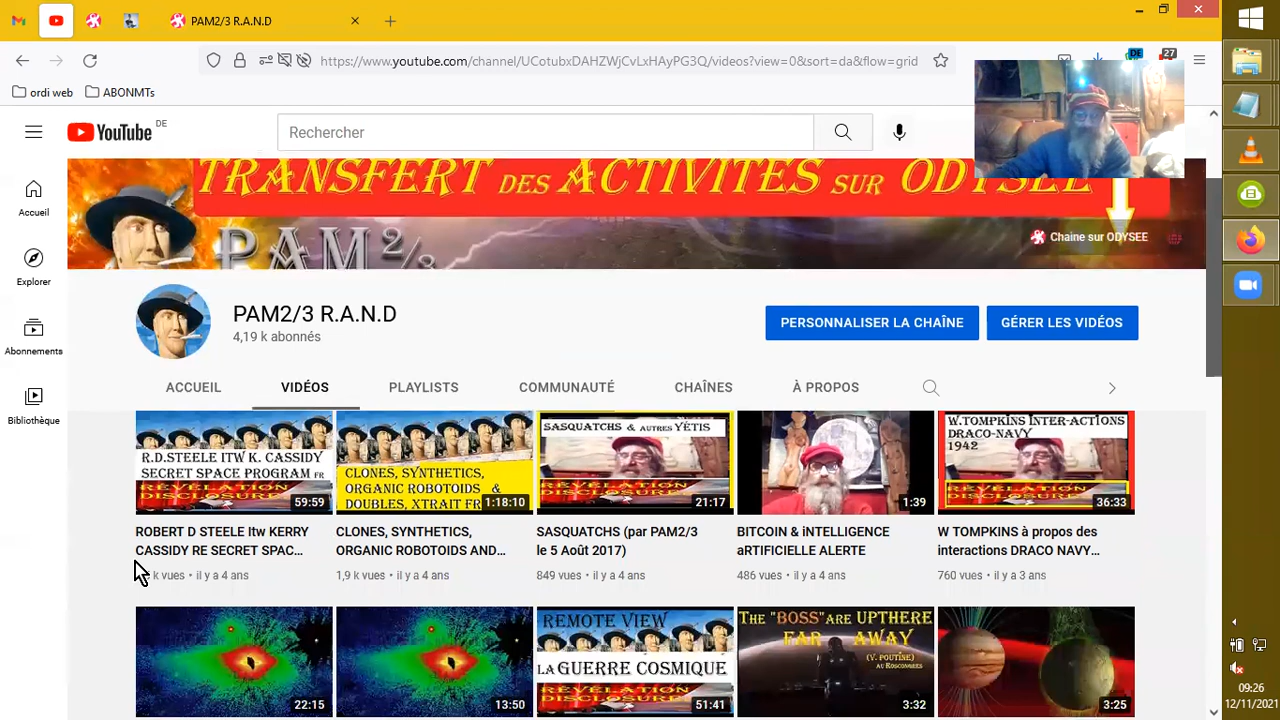 PAM2/3 R.A.N.D
https://www.youtube.com/channel/UCotubxDAHZWjCvLxHAyPG3Q/videos?view=0&sort=da&flow=grid
DE
27
ordi web
ABONMTs
YouTube DE
Rechercher
TRANSFERT DES ACTIVITES SUR ODYSEE
PAM2/3
Chaine sur ODYSEE
Accueil
Explorer
Abonnements
Bibliothèque
PAM2/3 R.A.N.D
4,19 k abonnés
PERSONNALISER LA CHAÎNE
GÉRER LES VIDÉOS
ACCUEIL
VIDÉOS
PLAYLISTS
COMMUNAUTÉ
CHAÎNES
À PROPOS
R.D.STEELE ITW K. CASSIDY
SECRET SPACE PROGRAM FR
RÉVÉLATION
DISCLOSURE
59:59
ROBERT D STEELE Itw KERRY
CASSIDY RE SECRET SPAC...
k vues • il y a 4 ans
CLONES, SYNTHETICS,
ORGANIC ROBOTOIDS &
DOUBLES, XTRAIT FR
RÉVÉLATION
DISCLOSURE
1:18:10
CLONES, SYNTHETICS,
ORGANIC ROBOTOIDS AND...
1,9 k vues • il y a 4 ans
SASQUATCHS & AUTRES YÉTIS
RÉVÉLATION
DISCLOSURE
21:17
SASQUATCHS (par PAM2/3
le 5 Août 2017)
849 vues • il y a 4 ans
1:39
BITCOIN & iNTELLIGENCE
aRTIFICIELLE ALERTE
486 vues • il y a 4 ans
W.TOMPKINS INTER-ACTIONS
DRACO-NAVY
1942
RÉVÉLATION
DISCLOSURE
36:33
W TOMPKINS à propos des
interactions DRACO NAVY...
760 vues • il y a 3 ans
22:15
13:50
REMOTE VIEW
LA GUERRE COSMIQUE
RÉVÉLATION
DISCLOSURE
51:41
THE "BOSS" ARE UPTHERE
FAR AWAY
(V. POUTINE)
AU ROSCONGRES
3:32
3:25
09:26
12/11/2021